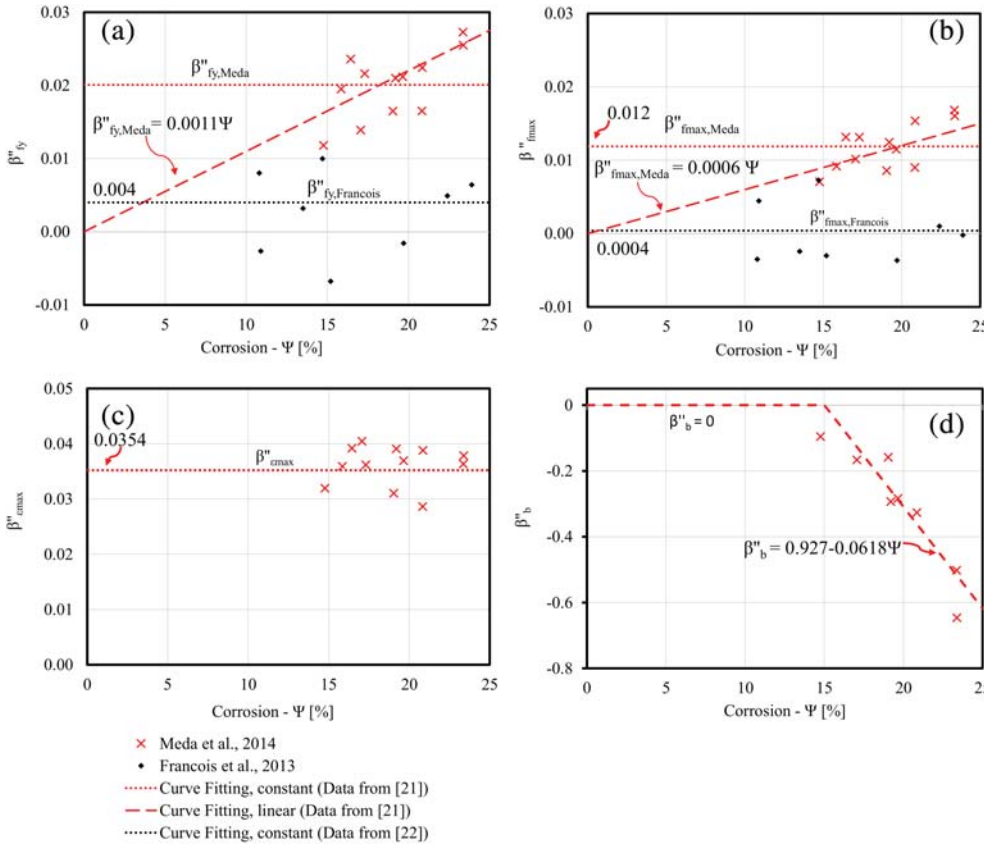 (a)
0.03
0.02
0.01
0.00
-0.01
β"fy
β"fy,Meda
β"fy,Meda= 0.0011Ψ
0.004
β"fy,Francois
0 5 10 15 20 25
Corrosion - Ψ [%]
(b)
0.03
0.02
0.01
0.00
-0.01
β"fmax
0.012
β"fmax,Meda
β"fmax,Meda= 0.0006 Ψ
β"fmax,Francois
0.0004
0 5 10 15 20 25
Corrosion - Ψ [%]
(c)
0.05
0.04
0.03
0.02
0.01
0.00
β"εmax
0.0354
β"εmax
0 5 10 15 20 25
Corrosion - Ψ [%]
(d)
0
-0.2
-0.4
-0.6
-0.8
β"b
β"b = 0
β"b = 0.927-0.0618Ψ
0 5 10 15 20 25
Corrosion - Ψ [%]
Meda et al., 2014
Francois et al., 2013
Curve Fitting, constant (Data from [21])
Curve Fitting, linear (Data from [21])
Curve Fitting, constant (Data from [22])